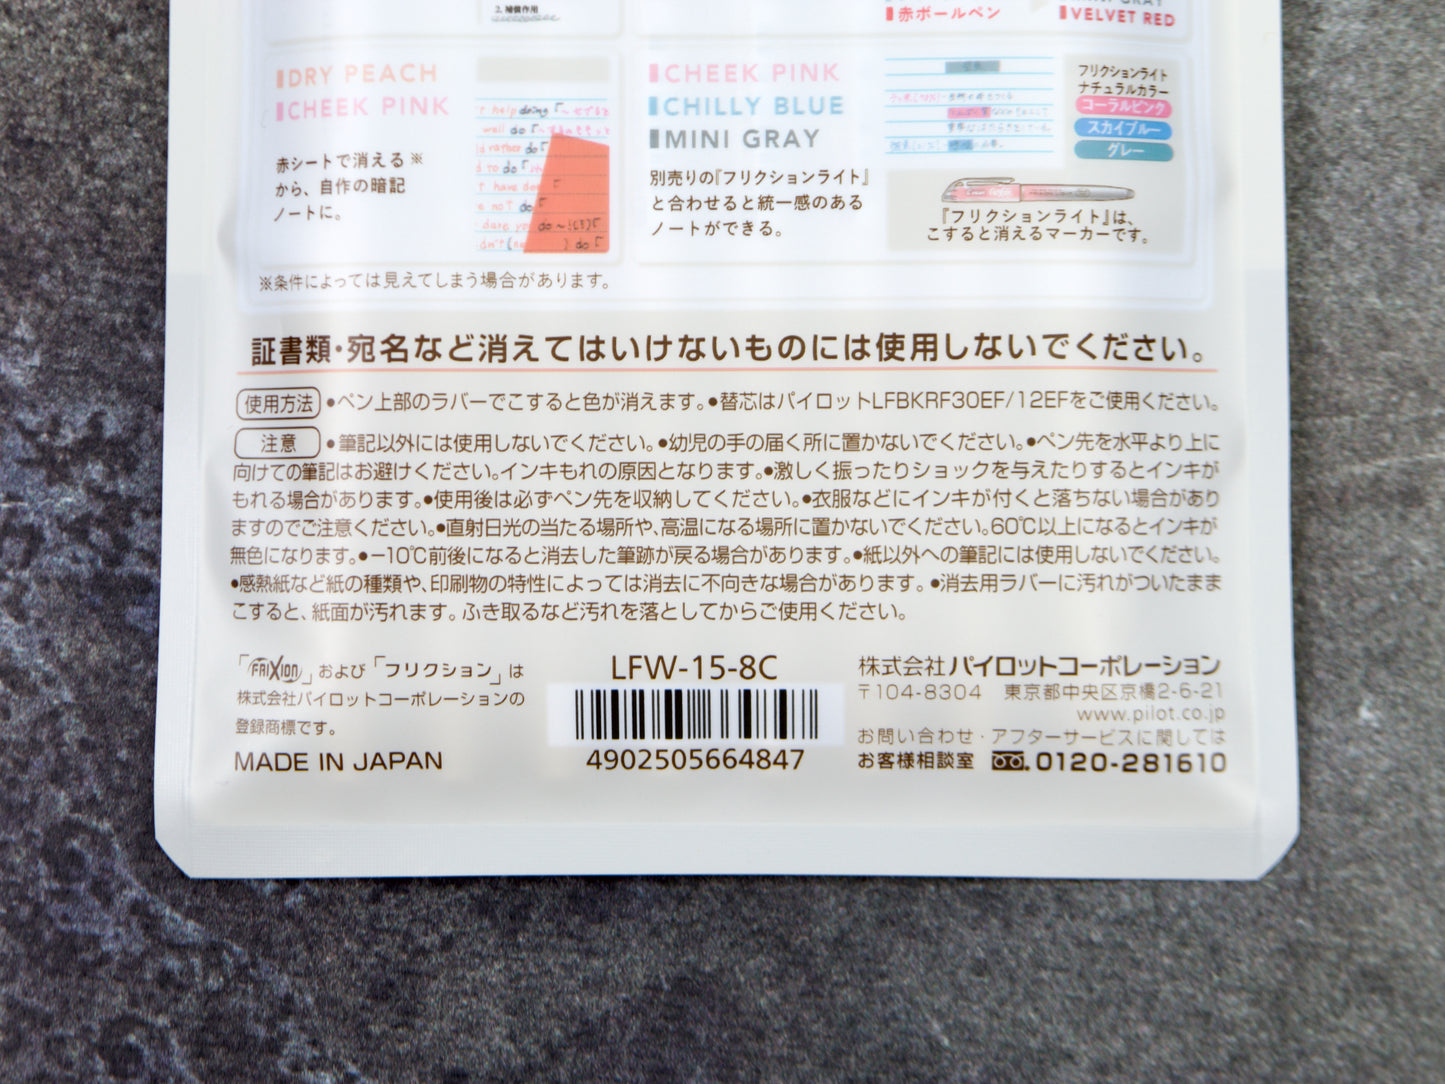 2. 補償作用
赤ボールペン
VELVET RED
DRY PEACH
CHEEK PINK
赤シートで消える※
から、自作の暗記
ノートに。
doing「
do「
do「
do「
CHEEK PINK
CHILLY BLUE
MINI GRAY
別売りの『フリクションライト』
と合わせると統一感のある
ノートができる。
フリクションライト
ナチュラルカラー
コーラルピンク
スカイブルー
グレー
『フリクションライト』は、
こすると消えるマーカーです。
※条件によっては見えてしまう場合があります。
証書類・宛名など消えてはいけないものには使用しないでください。
使用方法 ●ペン上部のラバーでこすると色が消えます。●替芯はパイロットLFBKRF30EF/12EFをご使用ください。
注意 ●筆記以外には使用しないでください。●幼児の手の届く所に置かないでください。●ペン先を水平より上に
向けての筆記はお避けください。インキもれの原因となります。●激しく振ったりショックを与えたりするとインキが
もれる場合があります。●使用後は必ずペン先を収納してください。●衣服などにインキが付くと落ちない場合があり
ますのでご注意ください。●直射日光の当たる場所や、高温になる場所に置かないでください。60℃以上になるとインキが
無色になります。●−10℃前後になると消去した筆跡が戻る場合があります。●紙以外への筆記には使用しないでください。
●感熱紙など紙の種類や、印刷物の特性によっては消去に不向きな場合があります。●消去用ラバーに汚れがついたまま
こすると、紙面が汚れます。ふき取るなど汚れを落としてからご使用ください。
「FRIXION」および「フリクション」は
株式会社パイロットコーポレーションの
登録商標です。
MADE IN JAPAN
LFW-15-8C
4902505664847
株式会社パイロットコーポレーション
〒104-8304 東京都中央区京橋2-6-21
www.pilot.co.jp
お問い合わせ・アフターサービスに関しては
お客様相談室 0120-281610